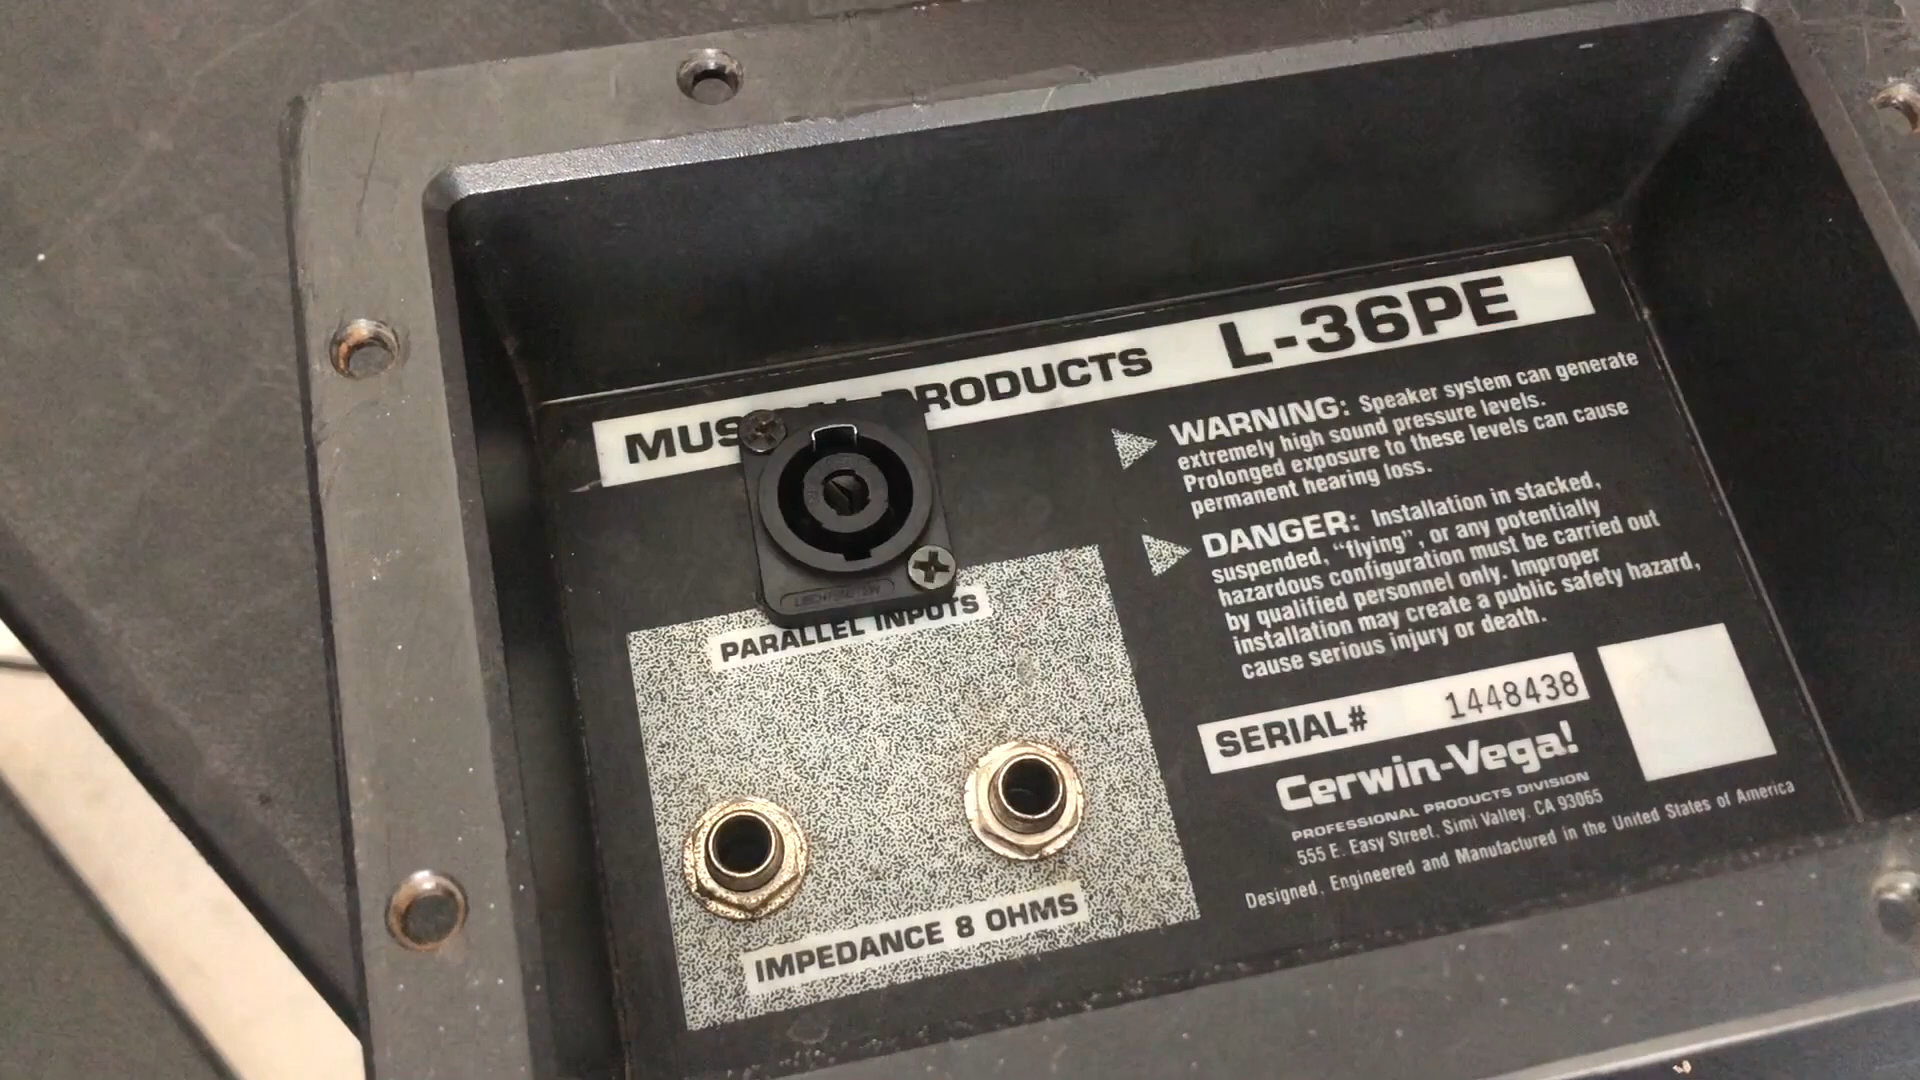 PRODUCTS L-36PE
WARNING: Speaker system can generate
extremely high sound pressure levels.
Prolonged exposure to these levels can cause
permanent hearing loss.
DANGER: Installation in stacked,
suspended, "flying", or any potentially
hazardous configuration must be carried out
by qualified personnel only. Improper
installation may create a public safety hazard,
cause serious injury or death.
LIECHTENSTEIN
PARALLEL INPUTS
IMPEDANCE 8 OHMS
SERIAL# 1448438
Cerwin-Vega!
PROFESSIONAL PRODUCTS DIVISION
555 E. Easy Street, Simi Valley, CA 93065
Designed, Engineered and Manufactured in the United States of America